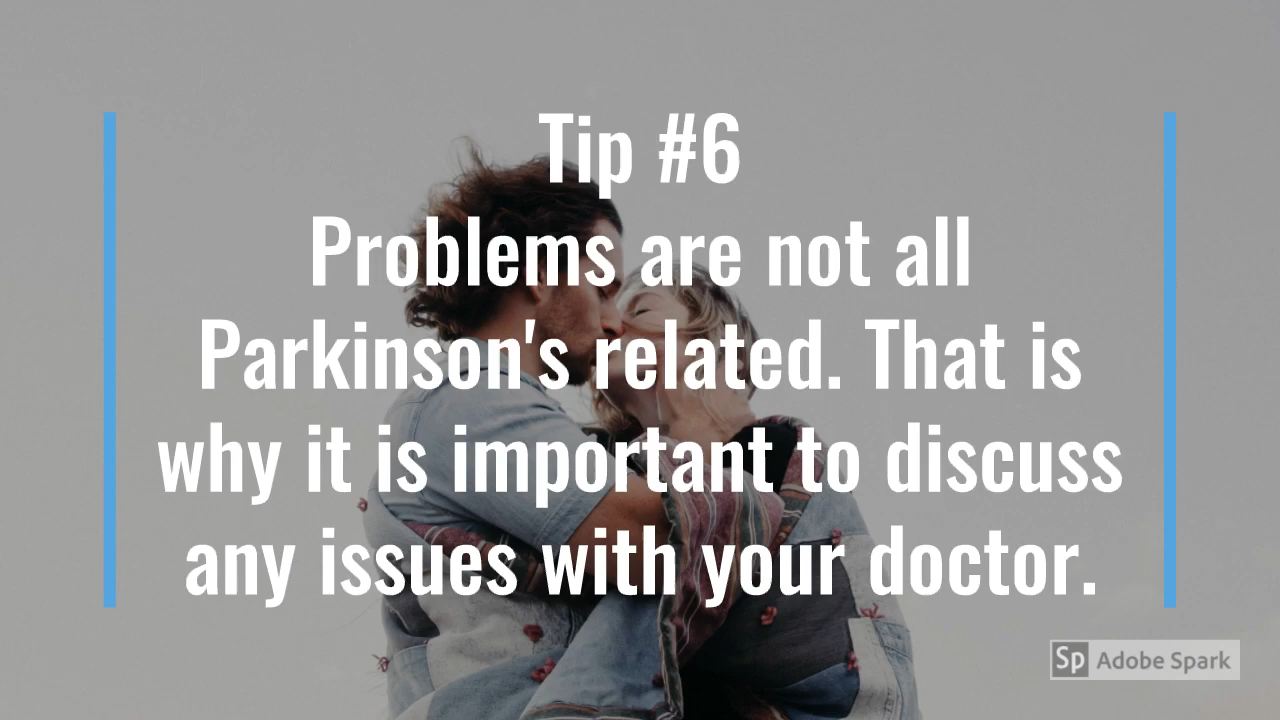 Tip #6
Problems are not all
Parkinson's related. That is
why it is important to discuss
any issues with your doctor.
Sp Adobe Spark